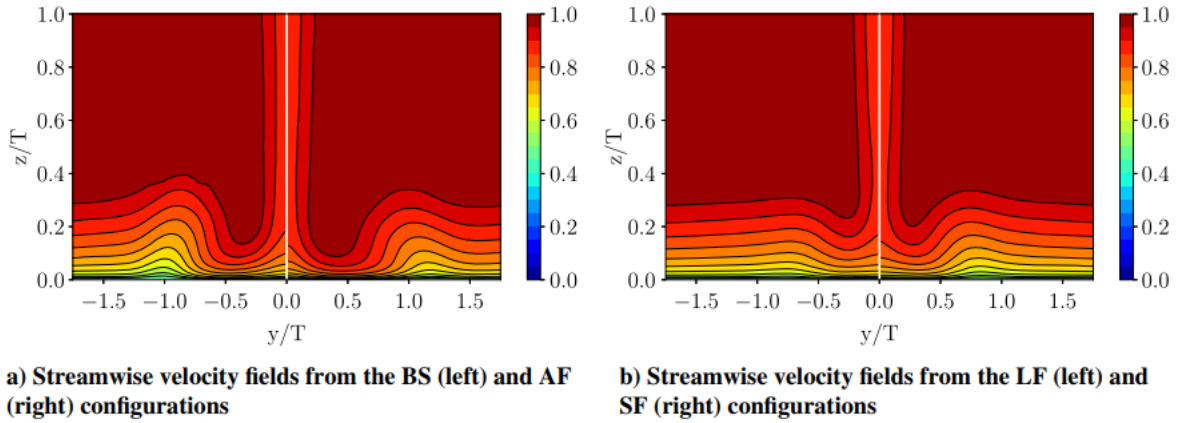 1.0
0.8
0.6
0.4
0.2
0.0
z/T
−1.5 −1.0 −0.5 0.0 0.5 1.0 1.5
y/T
1.0
0.8
0.6
0.4
0.2
0.0
1.0
0.8
0.6
0.4
0.2
0.0
z/T
−1.5 −1.0 −0.5 0.0 0.5 1.0 1.5
y/T
1.0
0.8
0.6
0.4
0.2
0.0
a) Streamwise velocity fields from the BS (left) and AF
(right) configurations
b) Streamwise velocity fields from the LF (left) and
SF (right) configurations